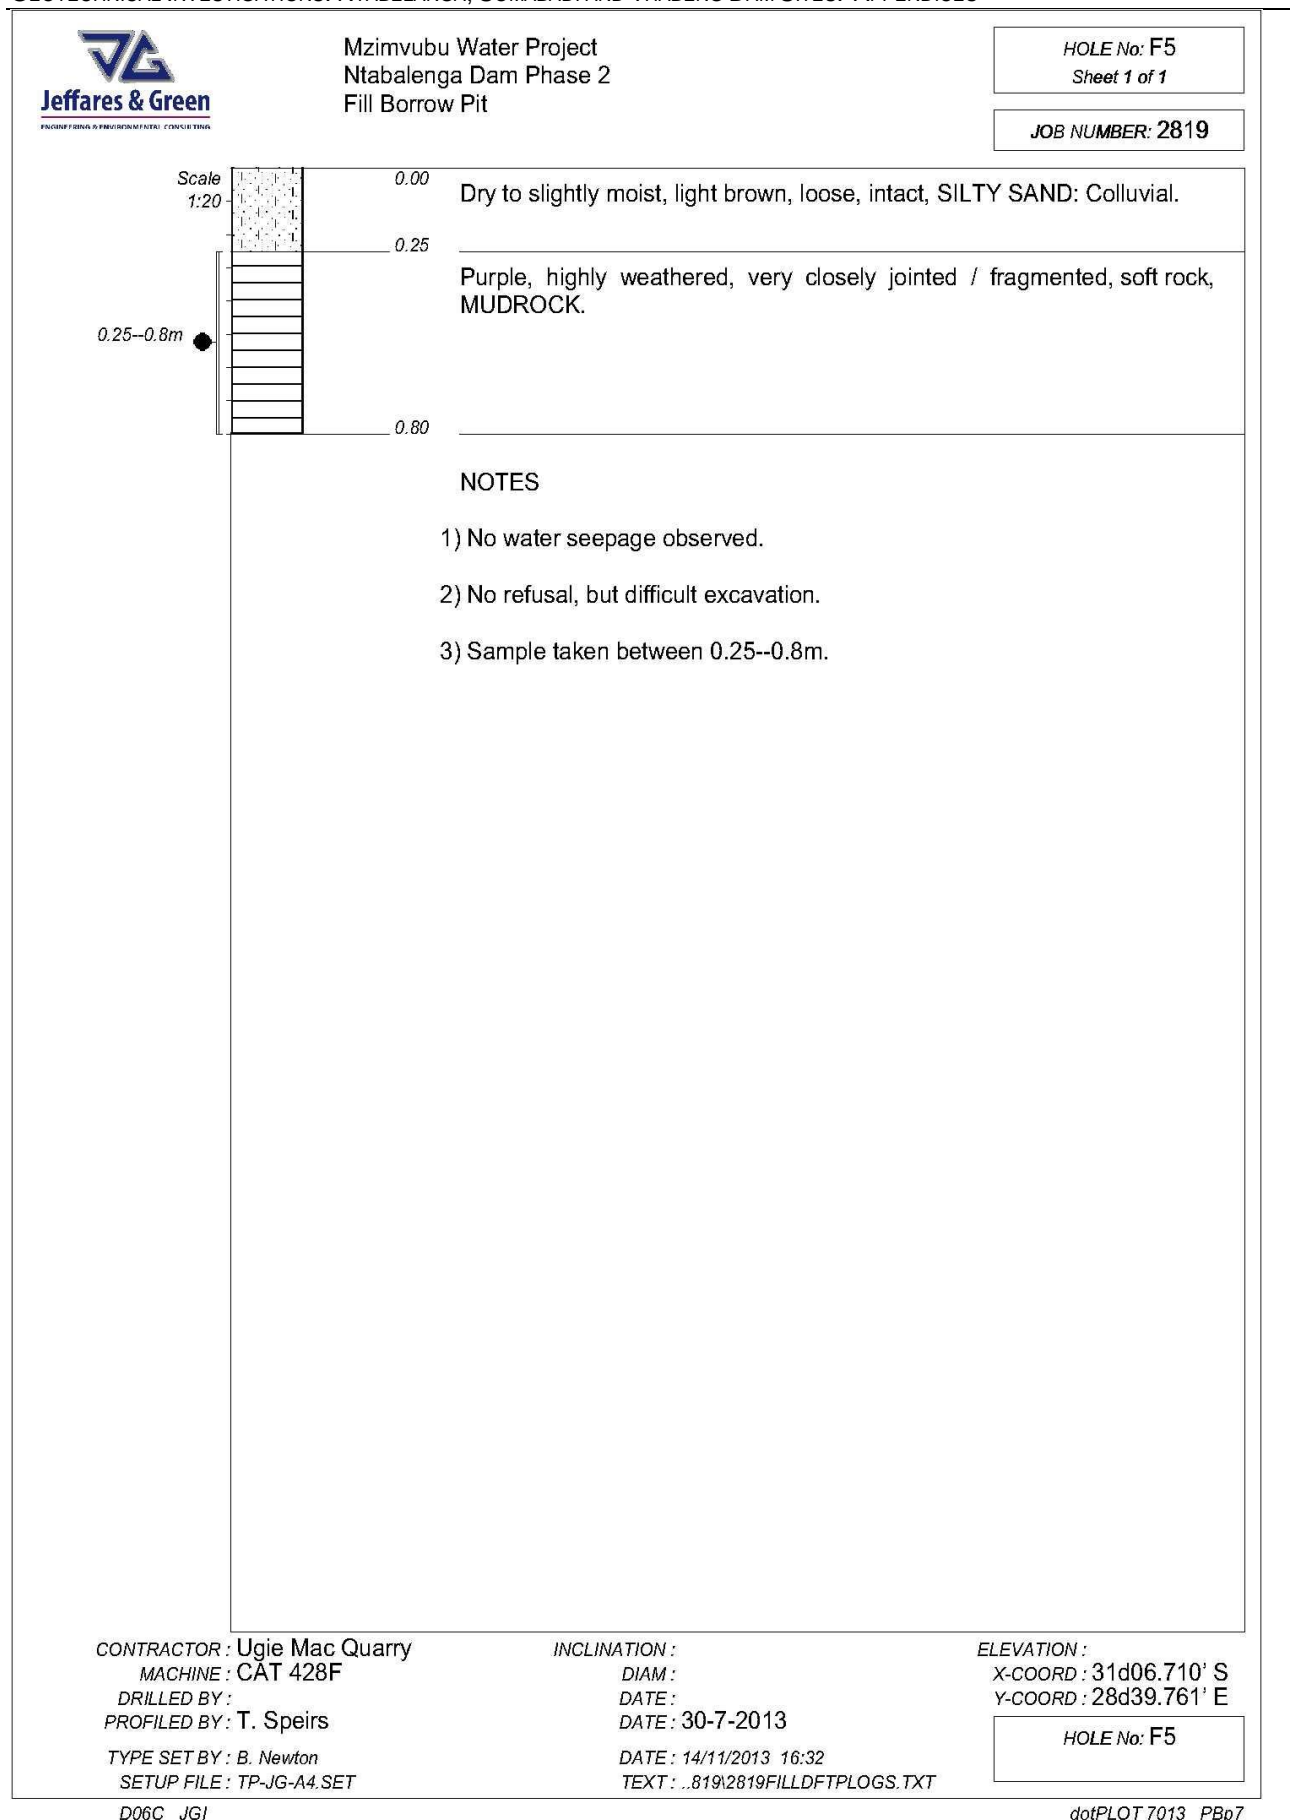 Mzimvubu Water Project
Ntabalenga Dam Phase 2
Fill Borrow Pit
HOLE No: F5
Sheet 1 of 1
JOB NUMBER: 2819
JG
Jeffares & Green
ENGINEERING & ENVIRONMENTAL CONSULTING
Scale
1:20
0.00
Dry to slightly moist, light brown, loose, intact, SILTY SAND: Colluvial.
0.25
Purple, highly weathered, very closely jointed / fragmented, soft rock,
MUDROCK.
0.25--0.8m
0.80
NOTES
1) No water seepage observed.
2) No refusal, but difficult excavation.
3) Sample taken between 0.25--0.8m.
CONTRACTOR : Ugie Mac Quarry
MACHINE : CAT 428F
DRILLED BY :
PROFILED BY : T. Speirs
TYPE SET BY : B. Newton
SETUP FILE : TP-JG-A4.SET
INCLINATION :
DIAM :
DATE :
DATE : 30-7-2013
DATE : 14/11/2013 16:32
TEXT : ..819\2819FILLDFTPLOGS.TXT
ELEVATION :
X-COORD : 31d06.710' S
Y-COORD : 28d39.761' E
HOLE No: F5
D06C JGI
dotPLOT 7013 PBp7